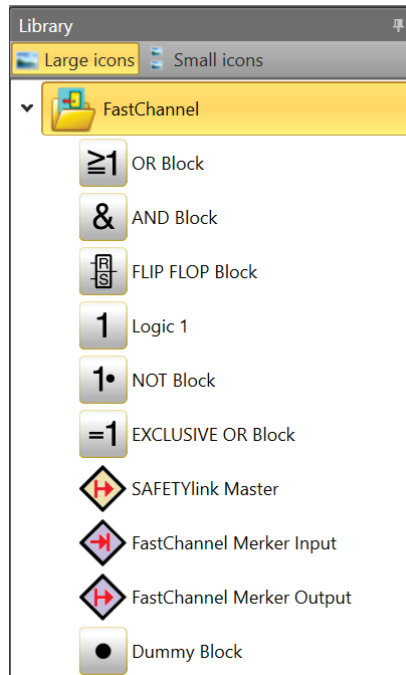 Library
Large icons Small icons
FastChannel
≧1 OR Block
& AND Block
R
S FLIP FLOP Block
1 Logic 1
1• NOT Block
=1 EXCLUSIVE OR Block
SAFETYlink Master
FastChannel Merker Input
FastChannel Merker Output
Dummy Block